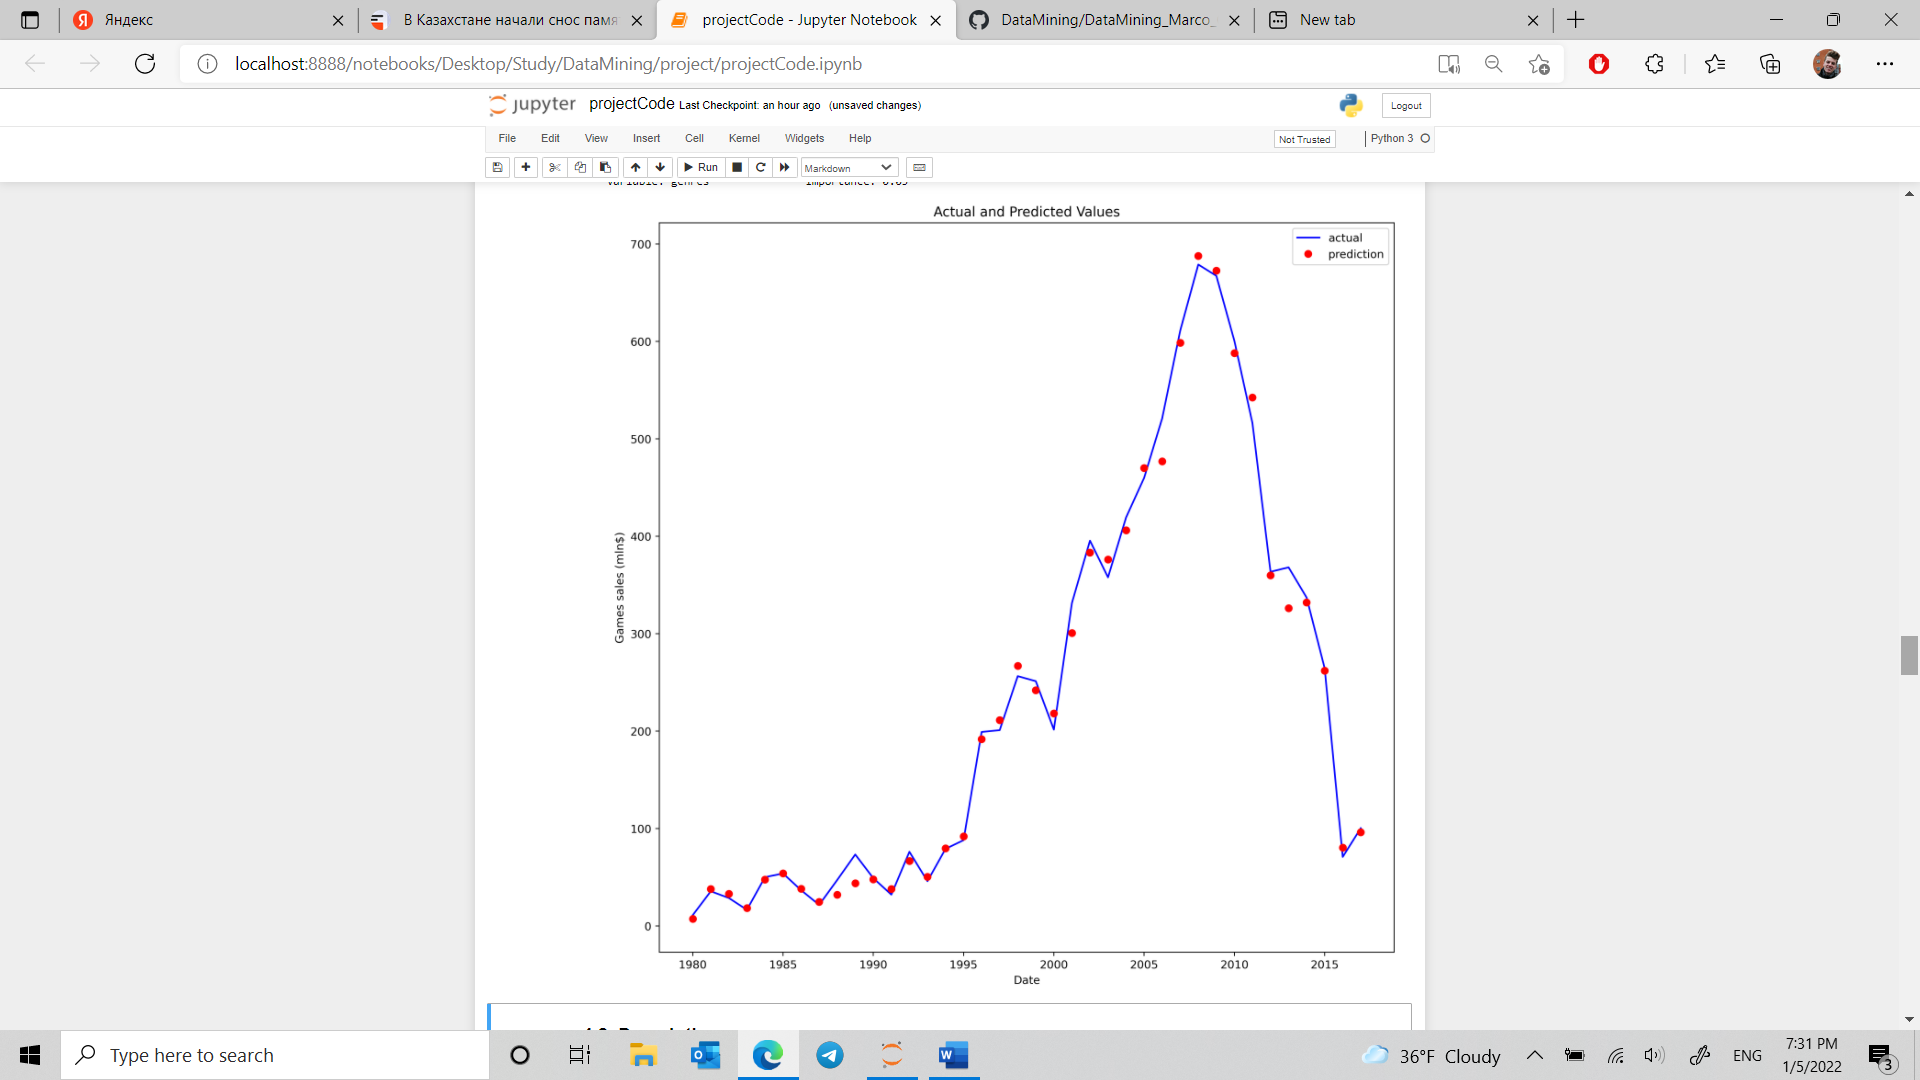 Яндекс
В Казахстане начали снос памя
projectCode - Jupyter Notebook
DataMining/DataMining_Marco_
New tab
localhost:8888/notebooks/Desktop/Study/DataMining/project/projectCode.ipynb
jupyter projectCode Last Checkpoint: an hour ago (unsaved changes)
Logout
File Edit View Insert Cell Kernel Widgets Help
Not Trusted
Python 3
Run
Markdown
Actual and Predicted Values
actual
prediction
700
600
500
400
300
200
100
0
Games sales (mln$)
1980 1985 1990 1995 2000 2005 2010 2015
Date
Type here to search
36°F Cloudy
ENG
7:31 PM
1/5/2022
3